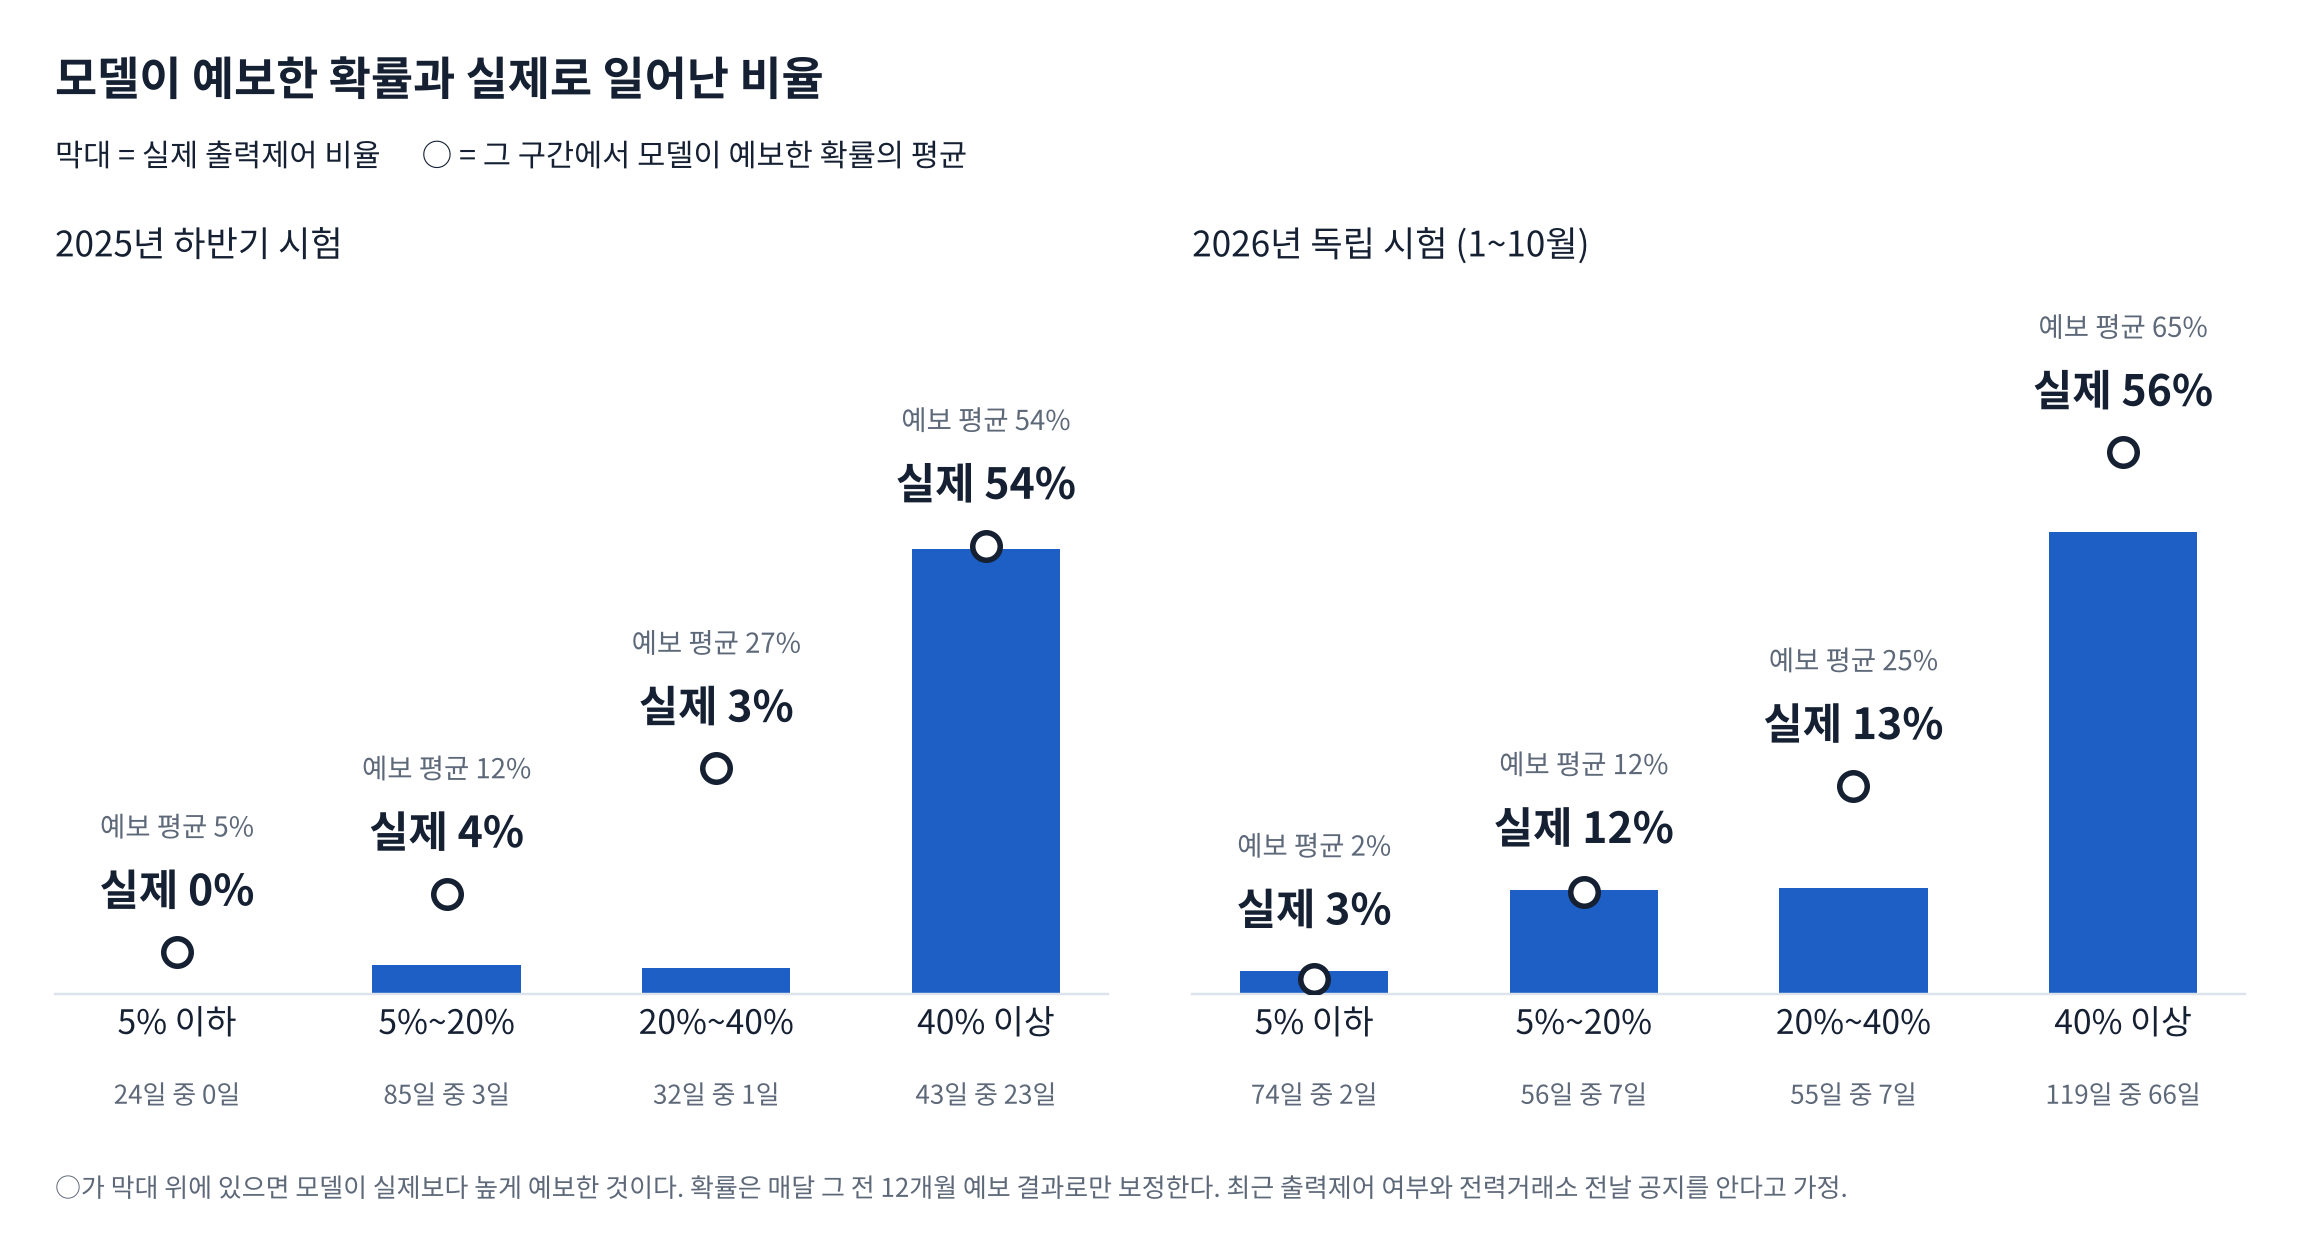 모델이 예보한 확률과 실제로 일어난 비율
막대 = 실제 출력제어 비율 ○ = 그 구간에서 모델이 예보한 확률의 평균
2025년 하반기 시험
예보 평균 5%
실제 0%
예보 평균 12%
실제 4%
예보 평균 27%
실제 3%
예보 평균 54%
실제 54%
5% 이하
5%~20%
20%~40%
40% 이상
24일 중 0일
85일 중 3일
32일 중 1일
43일 중 23일
2026년 독립 시험 (1~10월)
예보 평균 2%
실제 3%
예보 평균 12%
실제 12%
예보 평균 25%
실제 13%
예보 평균 65%
실제 56%
5% 이하
5%~20%
20%~40%
40% 이상
74일 중 2일
56일 중 7일
55일 중 7일
119일 중 66일
○가 막대 위에 있으면 모델이 실제보다 높게 예보한 것이다. 확률은 매달 그 전 12개월 예보 결과로만 보정한다. 최근 출력제어 여부와 전력거래소 전날 공지를 안다고 가정.